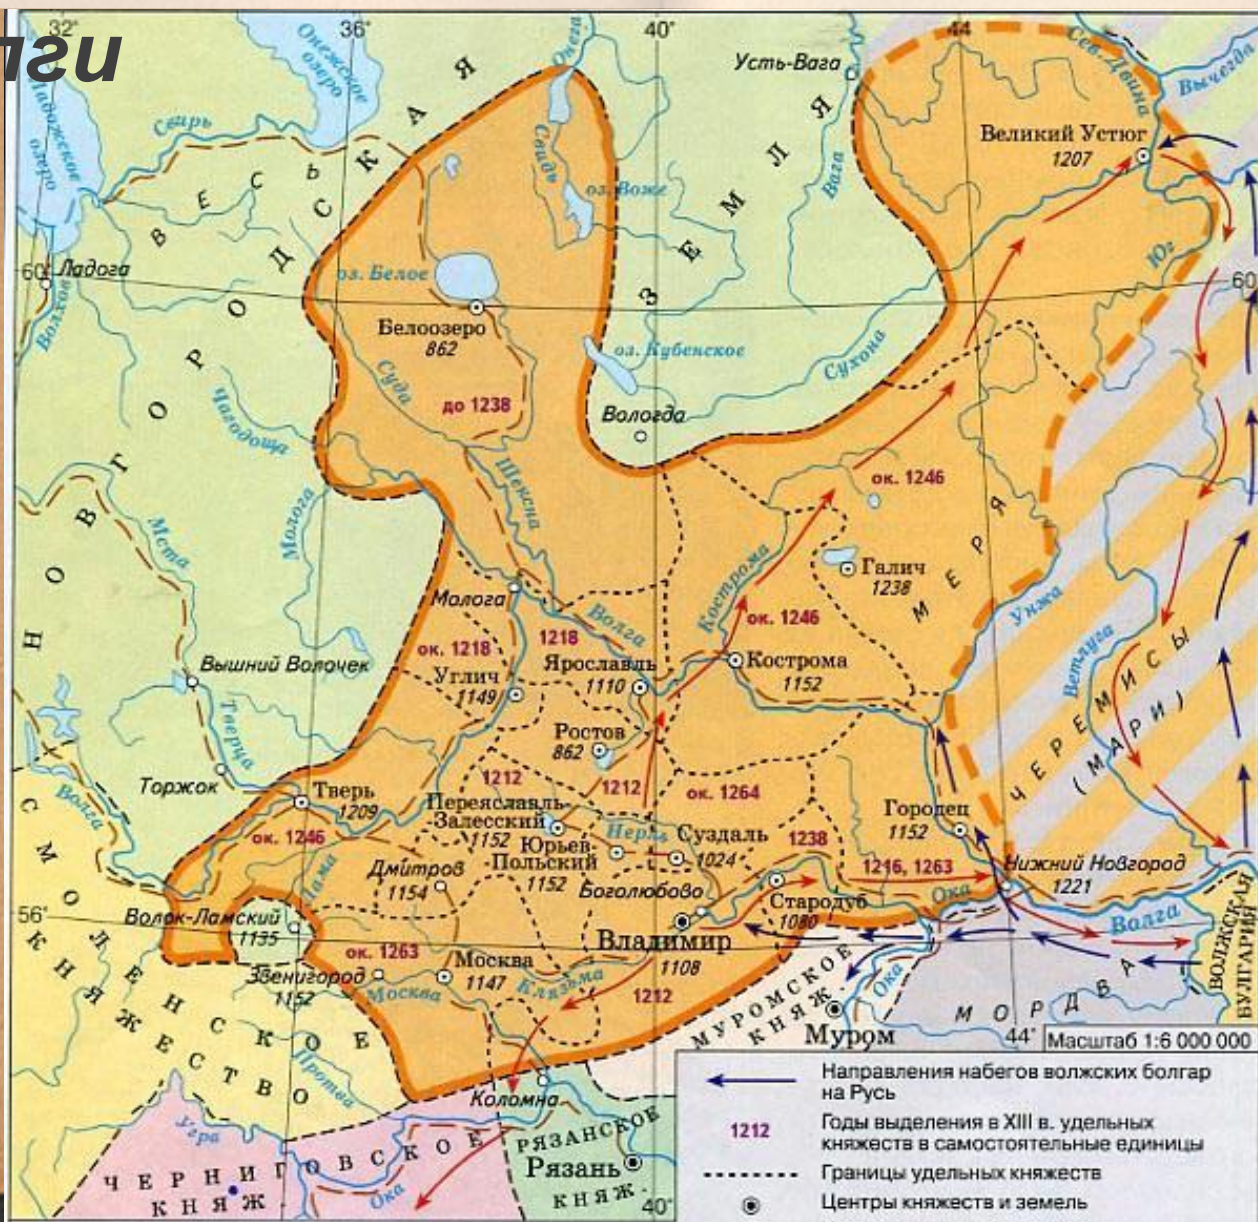 32°
36°
40°
44
Ладожское
озеро
Онежское
озеро
Онега
Усть-Вага
Сев. Двина
Вычегда
Великий Устюг
1207
Свирь
ВЕСЬ
НОВГОРОДСКАЯ
ЗЕМЛЯ
Свидь
оз. Воже
Вага
Юг
60°
Ладога
Волхов
оз. Белое
Белоозеро
862
оз. Кубенское
Сухона
60
Суда
до 1238
Чагодоща
Вологда
Шексна
ок. 1246
Молога
Мста
МЕРЯ
Галич
1238
Кострома
Молога
Волга
ок. 1246
Унжа
Ветлуга
ок. 1218
1218
Вышний Волочек
Углич
1149
Ярославль
1110
Кострома
1152
ЧЕРЕМИСЫ
(МАРИ)
Тверца
Ростов
862
Торжок
Тверь
1209
1212
1212
ок. 1264
Волга
Переяславль-
Залесский
1152
Нерль
Суздаль
1024
Городец
1152
ок. 1246
Юрьев-
Польский
1152
1238
1216, 1263
Нижний Новгород
1221
Дмитров
1154
Лама
Боголюбово
Стародуб
1080
Ока
56°
Волок-Ламский
1135
Владимир
1108
Волга
ВОЛЖСКАЯ
БУЛГАРИЯ
ок. 1263
Звенигород
1152
Москва
1147
Москва
Клязьма
1212
МУРОМСКОЕ
КНЯЖ.
Ока
МОРДВА
Муром
44°
СМОЛЕНСКОЕ
КНЯЖЕСТВО
Протва
Коломна
Угра
ЧЕРНИГОВСКОЕ
КНЯЖ.
Ока
РЯЗАНСКОЕ
Рязань
КНЯЖ.
40°
Масштаб 1:6 000 000
Направления набегов волжских болгар
на Русь
1212
Годы выделения в XIII в. удельных
княжеств в самостоятельные единицы
Границы удельных княжеств
Центры княжеств и земель